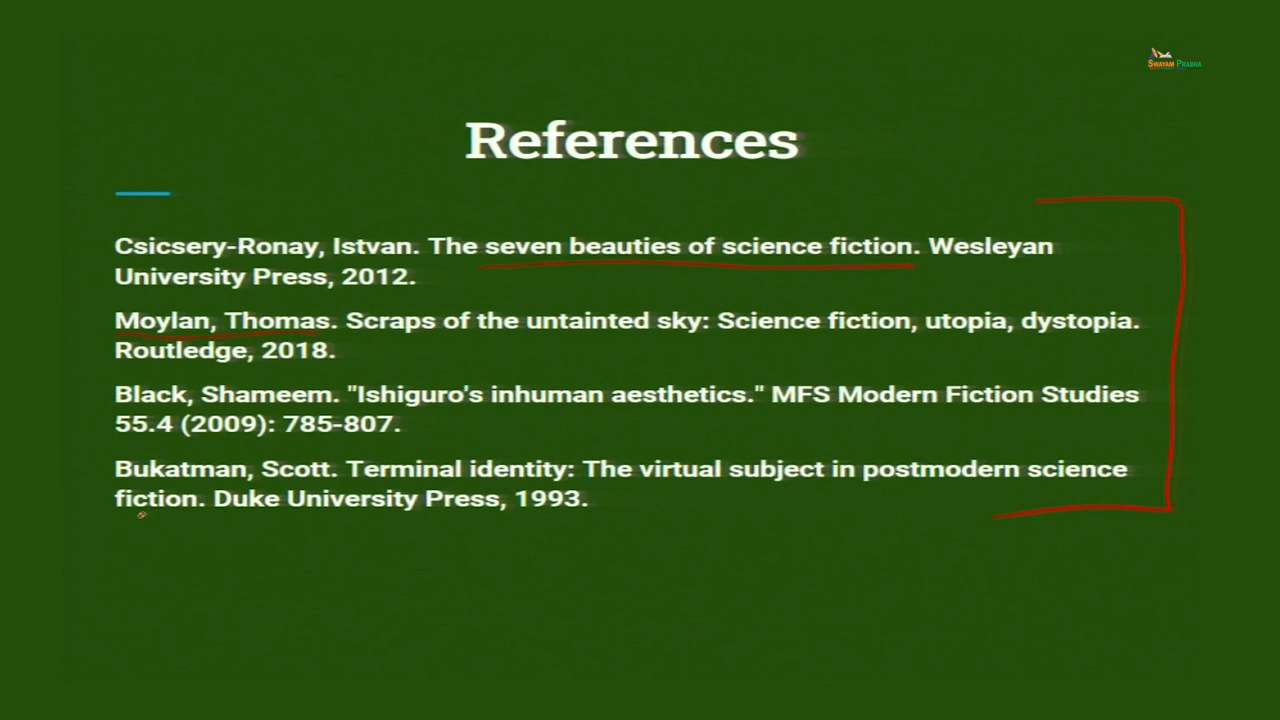 SWAYAM PRABHA
References
Csicsery-Ronay, Istvan. The seven beauties of science fiction. Wesleyan
University Press, 2012.
Moylan, Thomas. Scraps of the untainted sky: Science fiction, utopia, dystopia.
Routledge, 2018.
Black, Shameem. "Ishiguro's inhuman aesthetics." MFS Modern Fiction Studies
55.4 (2009): 785-807.
Bukatman, Scott. Terminal identity: The virtual subject in postmodern science
fiction. Duke University Press, 1993.